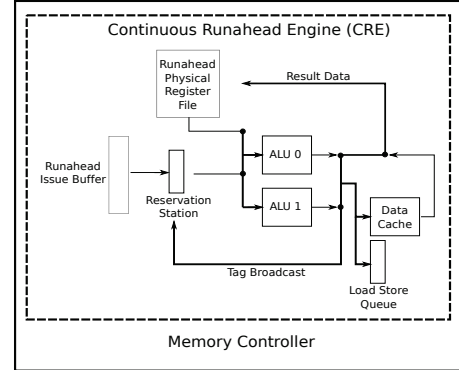 Continuous Runahead Engine (CRE)
Runahead
Physical
Register
File
Result Data
ALU 0
Runahead
Issue Buffer
Reservation
Station
ALU 1
Data
Cache
Tag Broadcast
Load Store
Queue
Memory Controller